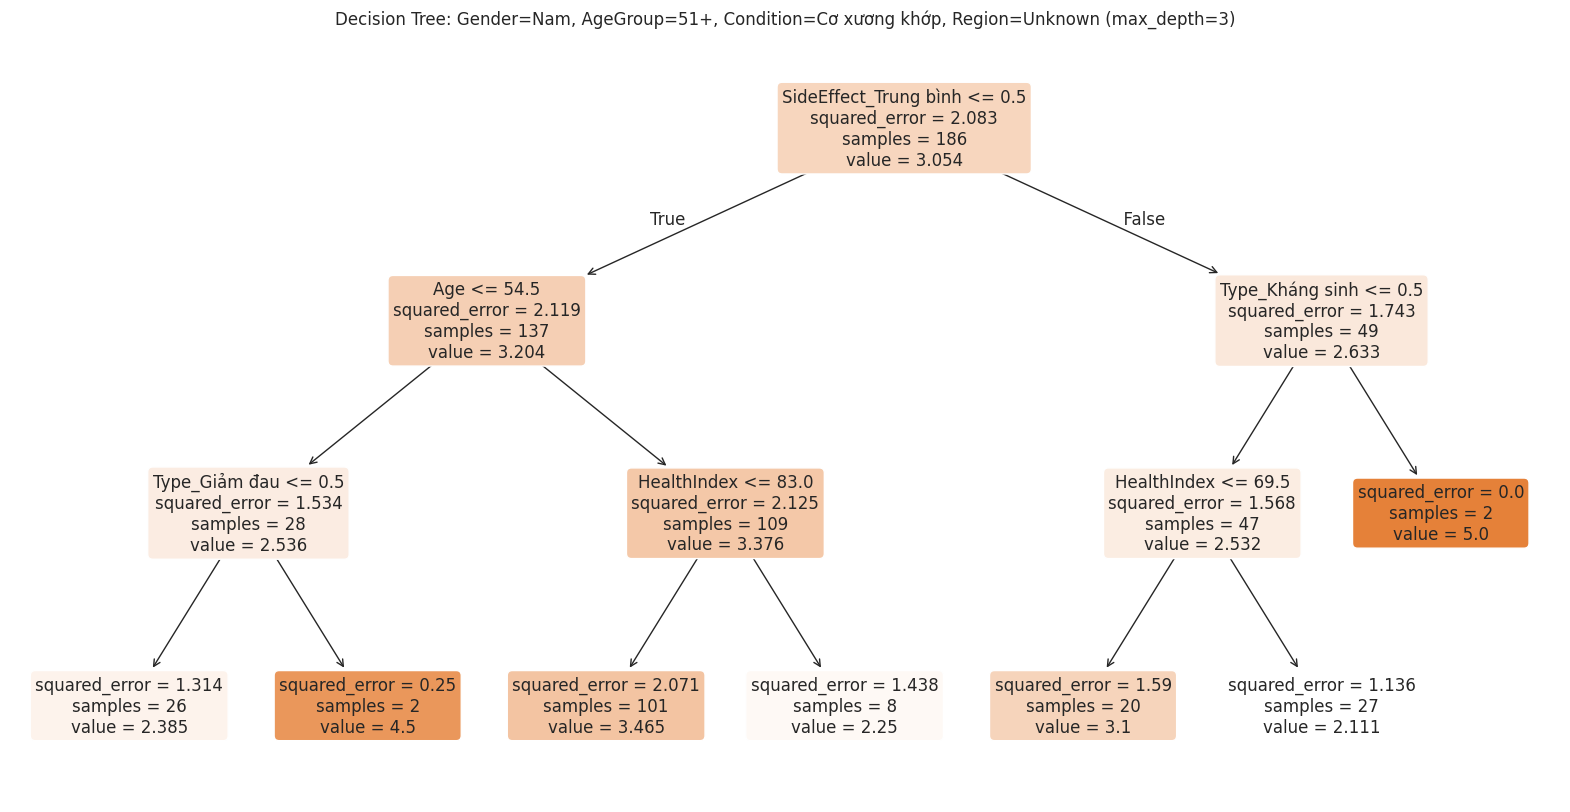 Decision Tree: Gender=Nam, AgeGroup=51+, Condition=Cơ xương khớp, Region=Unknown (max_depth=3)
SideEffect_Trung bình <= 0.5
squared_error = 2.083
samples = 186
value = 3.054
True
False
Age <= 54.5
squared_error = 2.119
samples = 137
value = 3.204
Type_Kháng sinh <= 0.5
squared_error = 1.743
samples = 49
value = 2.633
Type_Giảm đau <= 0.5
squared_error = 1.534
samples = 28
value = 2.536
HealthIndex <= 83.0
squared_error = 2.125
samples = 109
value = 3.376
HealthIndex <= 69.5
squared_error = 1.568
samples = 47
value = 2.532
squared_error = 0.0
samples = 2
value = 5.0
squared_error = 1.314
samples = 26
value = 2.385
squared_error = 0.25
samples = 2
value = 4.5
squared_error = 2.071
samples = 101
value = 3.465
squared_error = 1.438
samples = 8
value = 2.25
squared_error = 1.59
samples = 20
value = 3.1
squared_error = 1.136
samples = 27
value = 2.111